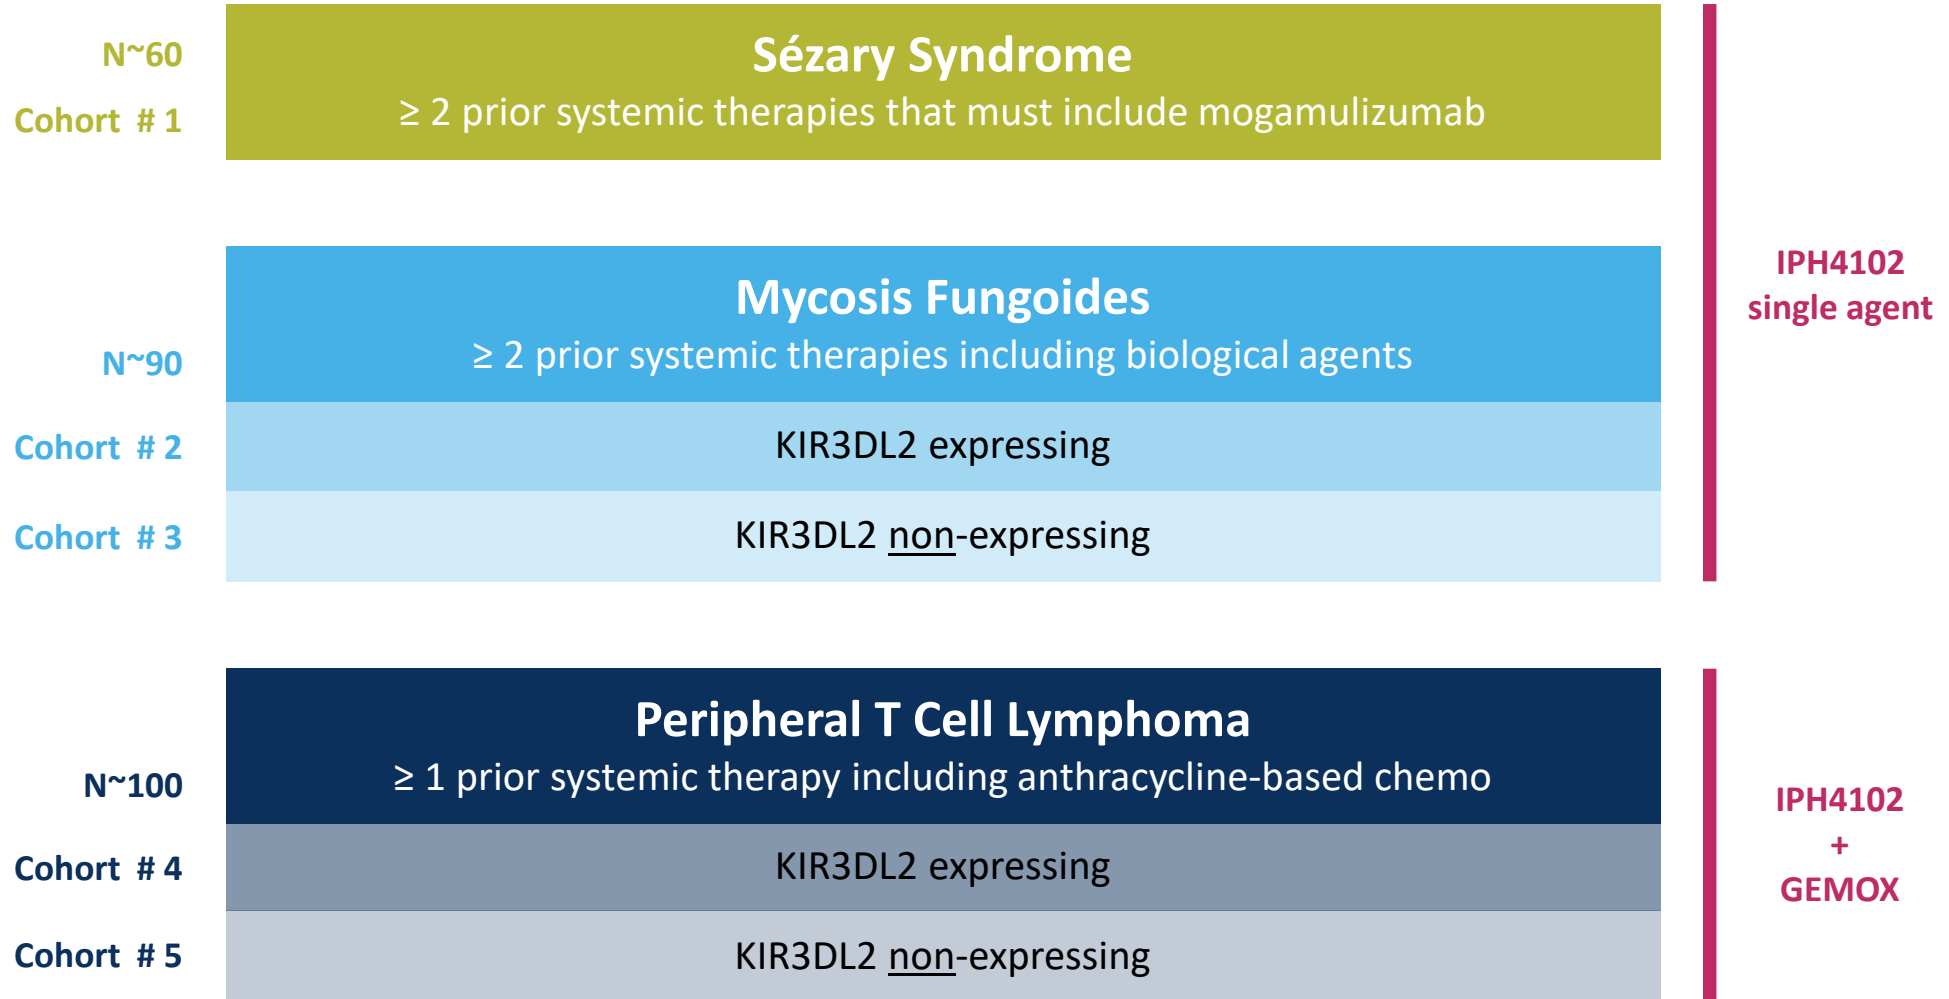 N~60
Cohort # 1
Sézary Syndrome
≥ 2 prior systemic therapies that must include mogamulizumab
N~90
Mycosis Fungoides
≥ 2 prior systemic therapies including biological agents
Cohort # 2
KIR3DL2 expressing
Cohort # 3
KIR3DL2 non-expressing
IPH4102
single agent
N~100
Peripheral T Cell Lymphoma
≥ 1 prior systemic therapy including anthracycline-based chemo
Cohort # 4
KIR3DL2 expressing
Cohort # 5
KIR3DL2 non-expressing
IPH4102
+
GEMOX